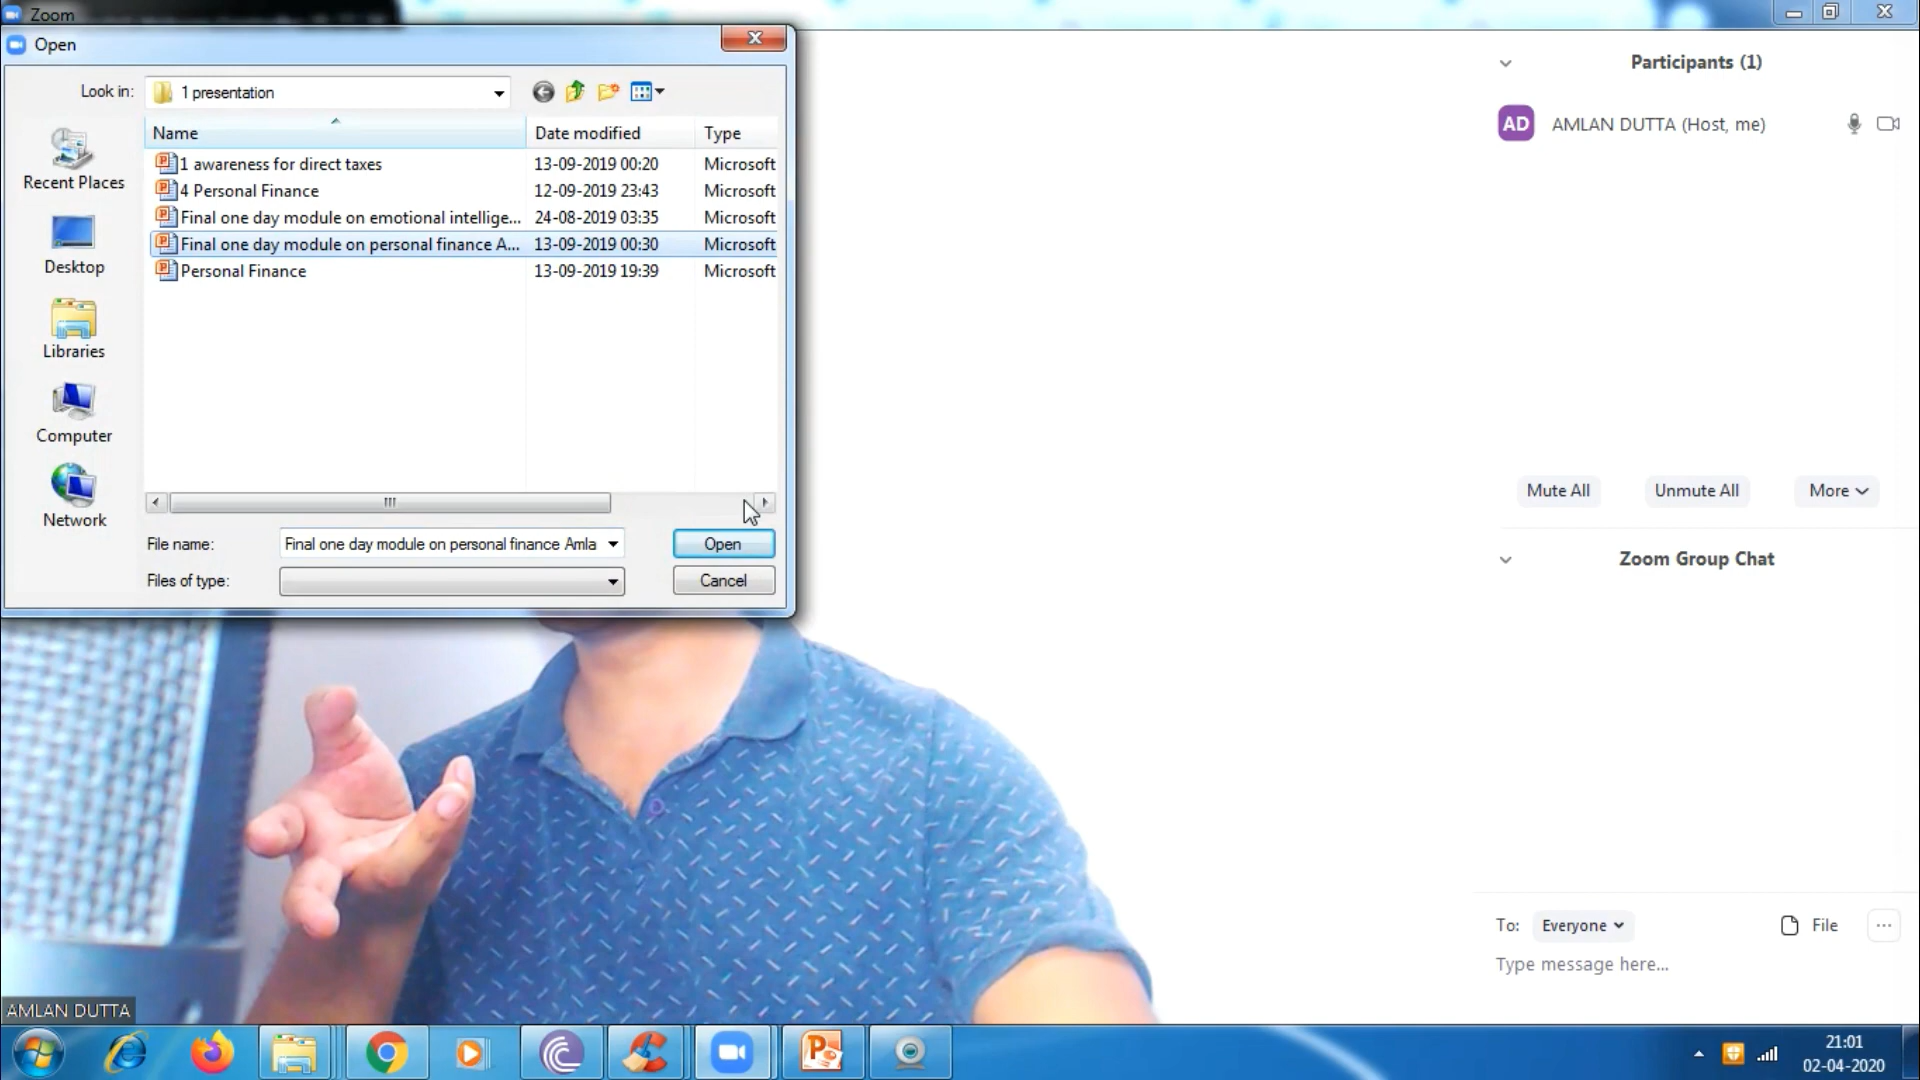 Zoom
Open
Look in:
1 presentation
Name
Date modified
Type
1 awareness for direct taxes
13-09-2019 00:20
Microsoft
4 Personal Finance
12-09-2019 23:43
Microsoft
Final one day module on emotional intellige...
24-08-2019 03:35
Microsoft
Final one day module on personal finance A...
13-09-2019 00:30
Microsoft
Personal Finance
13-09-2019 19:39
Microsoft
Recent Places
Desktop
Libraries
Computer
Network
File name:
Final one day module on personal finance Amla
Open
Files of type:
Cancel
Participants (1)
AD
AMLAN DUTTA (Host, me)
Mute All
Unmute All
More
Zoom Group Chat
To:
Everyone
File
Type message here...
AMLAN DUTTA
21:01
02-04-2020